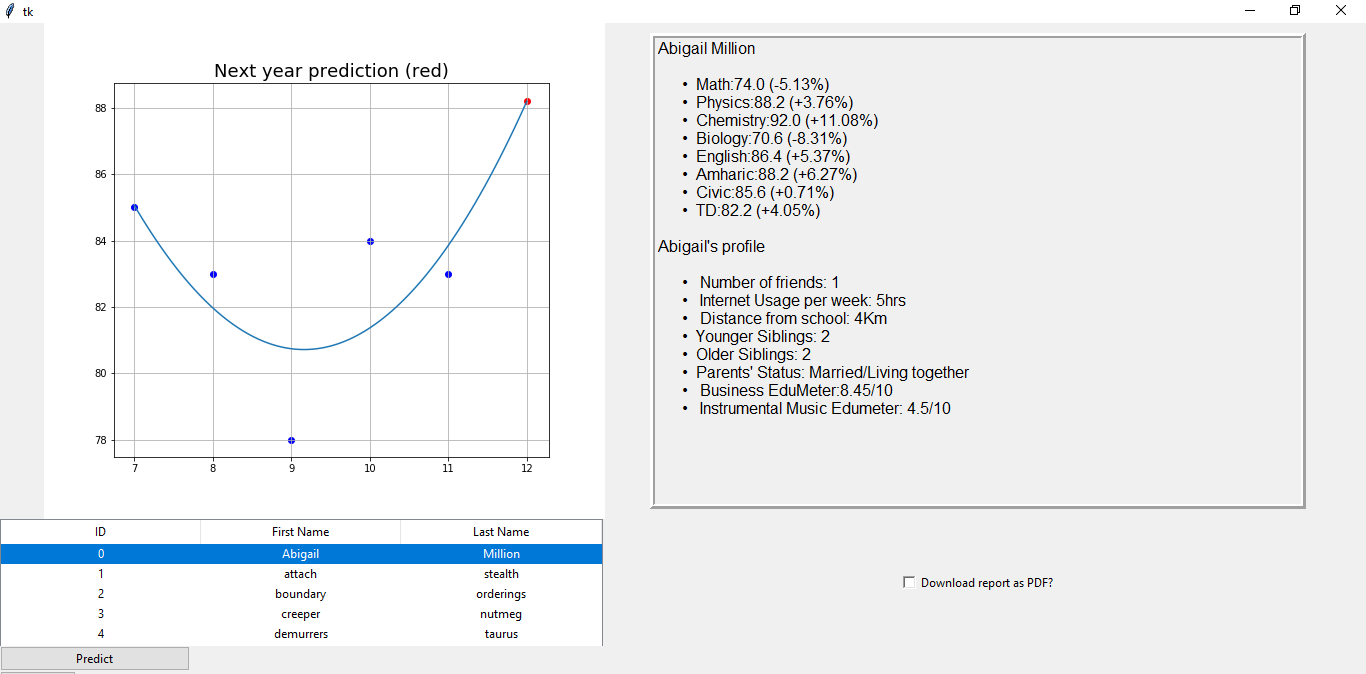 tk
Next year prediction (red)
88
86
84
82
80
78
7 8 9 10 11 12
Abigail Million
• Math:74.0 (-5.13%)
• Physics:88.2 (+3.76%)
• Chemistry:92.0 (+11.08%)
• Biology:70.6 (-8.31%)
• English:86.4 (+5.37%)
• Amharic:88.2 (+6.27%)
• Civic:85.6 (+0.71%)
• TD:82.2 (+4.05%)
Abigail's profile
• Number of friends: 1
• Internet Usage per week: 5hrs
• Distance from school: 4Km
• Younger Siblings: 2
• Older Siblings: 2
• Parents' Status: Married/Living together
• Business EduMeter:8.45/10
• Instrumental Music Edumeter: 4.5/10
ID First Name Last Name
0 Abigail Million
1 attach stealth
2 boundary orderings
3 creeper nutmeg
4 demurrers taurus
Predict
Download report as PDF?